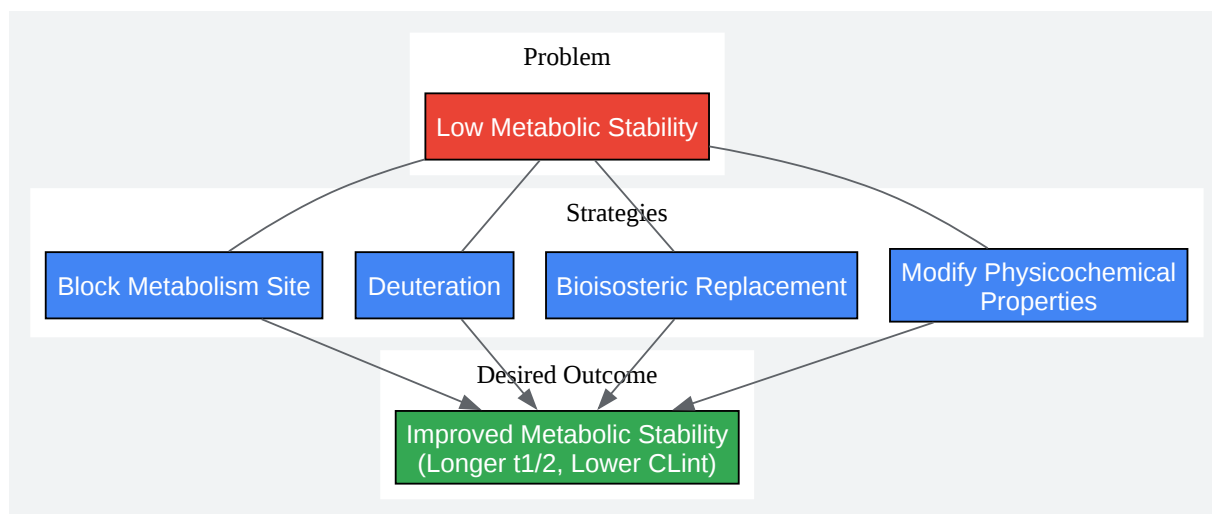 Problem
Low Metabolic Stability
Strategies
Block Metabolism Site
Deuteration
Bioisosteric Replacement
Modify Physicochemical
Properties
Desired Outcome
Improved Metabolic Stability
(Longer t1/2, Lower CLint)